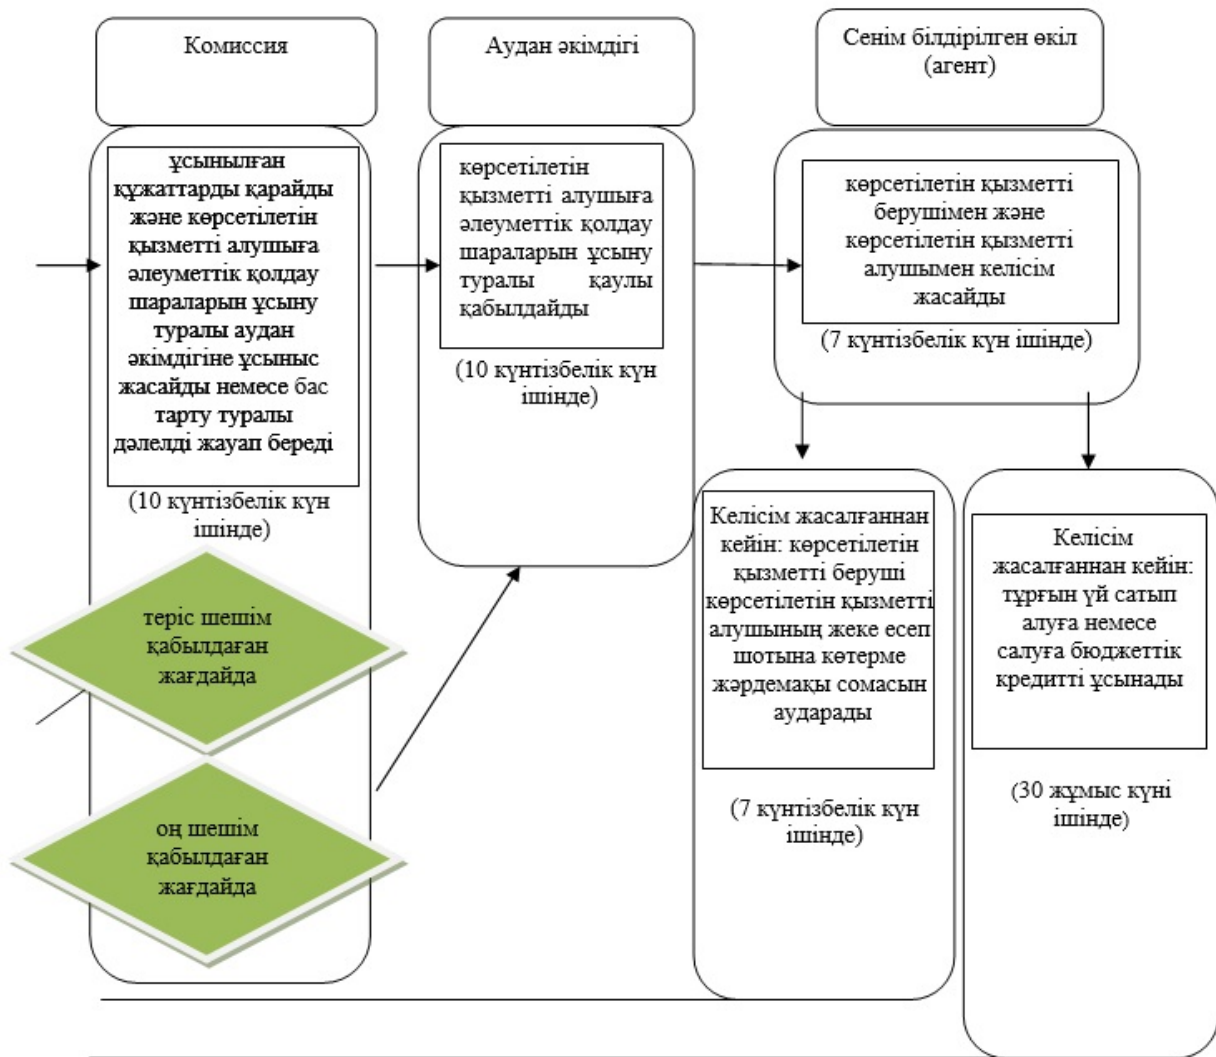 Комиссия
ұсынылған
құжаттарды қарайды
және көрсетілетін
қызметті алушыға
әлеуметтік қолдау
шараларын ұсыну
туралы аудан
әкімдігіне ұсыныс
жасайды немесе бас
тарту туралы
дәлелді жауап береді
(10 күнтізбелік күн
ішінде)
теріс шешім
қабылдаған
жағдайда
оң шешім
қабылдаған
жағдайда
Аудан әкімдігі
көрсетілетін
қызметті алушыға
әлеуметтік қолдау
шараларын ұсыну
туралы қаулы
қабылдайды
(10 күнтізбелік күн
ішінде)
Сенім білдірілген өкіл
(агент)
көрсетілетін қызметті
берушімен және
көрсетілетін қызметті
алушымен келісім
жасайды
(7 күнтізбелік күн ішінде)
Келісім жасалғаннан
кейін: көрсетілетін
қызметті беруші
көрсетілетін қызметті
алушының жеке есеп
шотына көтерме
жәрдемақы сомасын
аударады
(7 күнтізбелік күн
ішінде)
Келісім
жасалғаннан кейін:
тұрғын үй сатып
алуға немесе
салуға бюджеттік
кредитті ұсынады
(30 жұмыс күні
ішінде)